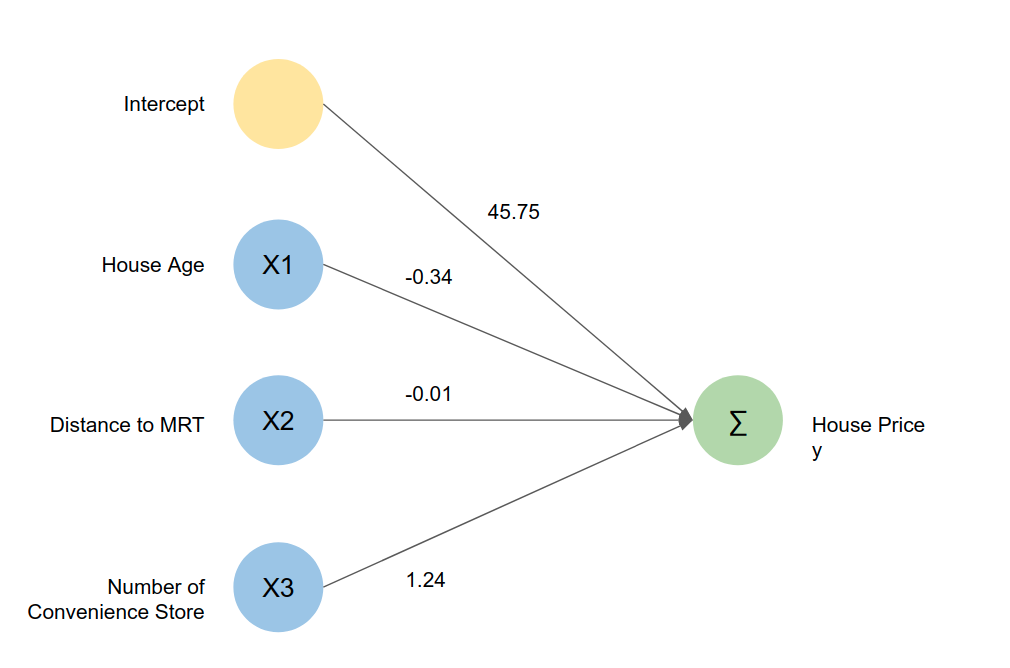 Intercept
45.75
House Age
X1
-0.34
Distance to MRT
X2
-0.01
∑
House Price
y
Number of
Convenience Store
X3
1.24